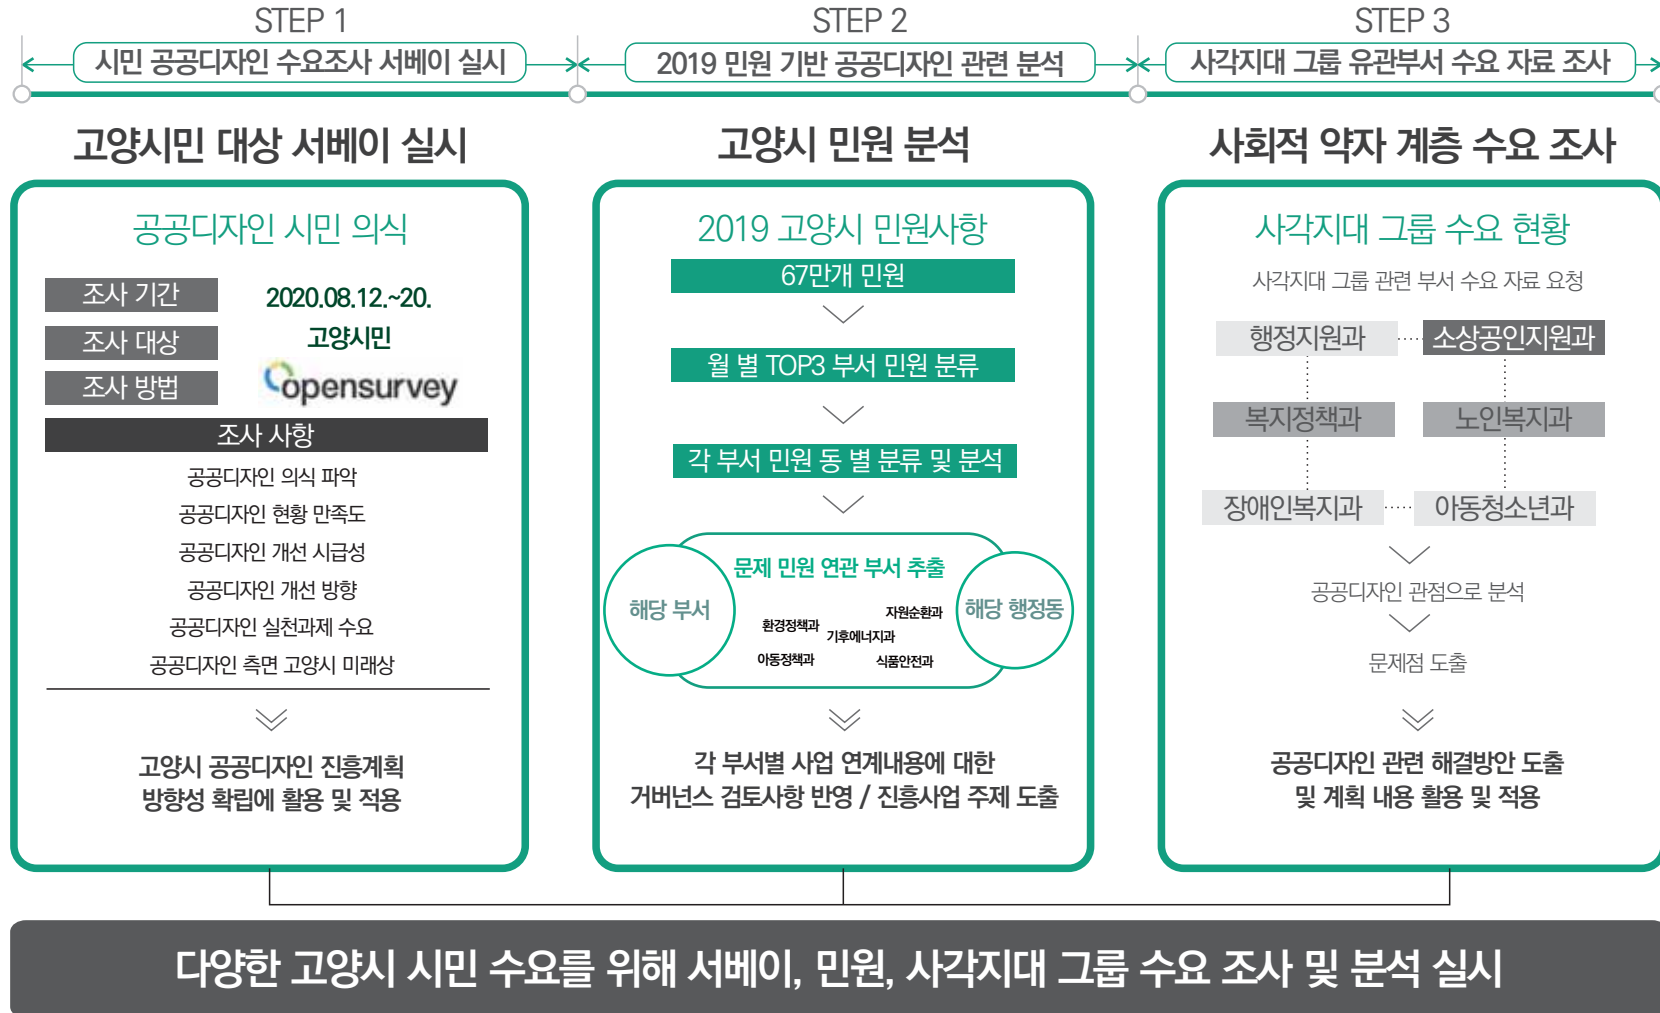 STEP 1
시민 공공디자인 수요조사 서베이 실시
STEP 2
2019 민원 기반 공공디자인 관련 분석
STEP 3
사각지대 그룹 유관부서 수요 자료 조사
고양시민 대상 서베이 실시
공공디자인 시민 의식
조사 기간
2020.08.12.~20.
조사 대상
고양시민
조사 방법
opensurvey
조사 사항
공공디자인 의식 파악
공공디자인 현황 만족도
공공디자인 개선 시급성
공공디자인 개선 방향
공공디자인 실천과제 수요
공공디자인 측면 고양시 미래상
고양시 공공디자인 진흥계획
방향성 확립에 활용 및 적용
고양시 민원 분석
2019 고양시 민원사항
67만개 민원
월 별 TOP3 부서 민원 분류
각 부서 민원 동 별 분류 및 분석
문제 민원 연관 부서 추출
해당 부서
해당 행정동
자원순환과
환경정책과
기후에너지과
아동정책과
식품안전과
각 부서별 사업 연계내용에 대한
거버넌스 검토사항 반영 / 진흥사업 주제 도출
사회적 약자 계층 수요 조사
사각지대 그룹 수요 현황
사각지대 그룹 관련 부서 수요 자료 요청
행정지원과
소상공인지원과
복지정책과
노인복지과
장애인복지과
아동청소년과
공공디자인 관점으로 분석
문제점 도출
공공디자인 관련 해결방안 도출
및 계획 내용 활용 및 적용
다양한 고양시 시민 수요를 위해 서베이, 민원, 사각지대 그룹 수요 조사 및 분석 실시